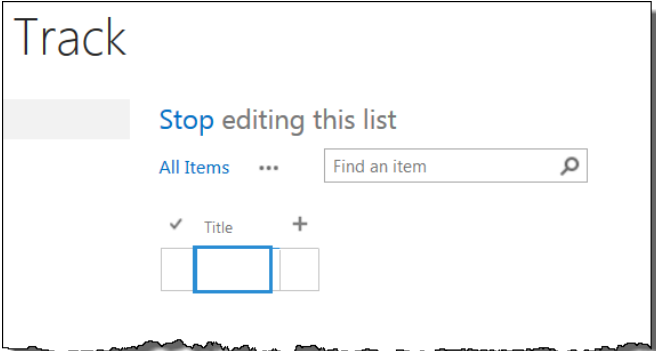 Track
Stop editing this list
All Items ••• Find an item
Title +